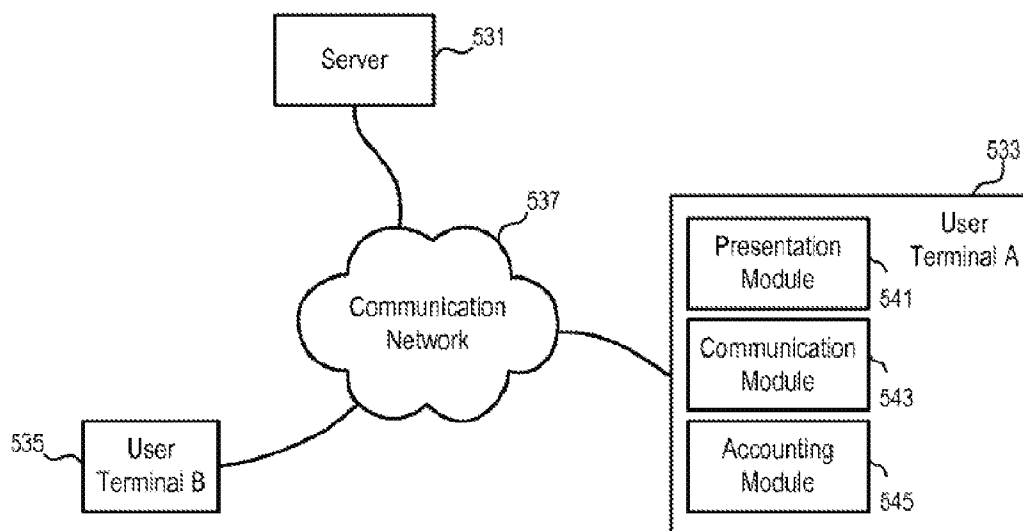 Server
531
533
537
User
Terminal A
Presentation
Module
541
Communication
Network
Communication
Module
543
535
User
Terminal B
Accounting
Module
545